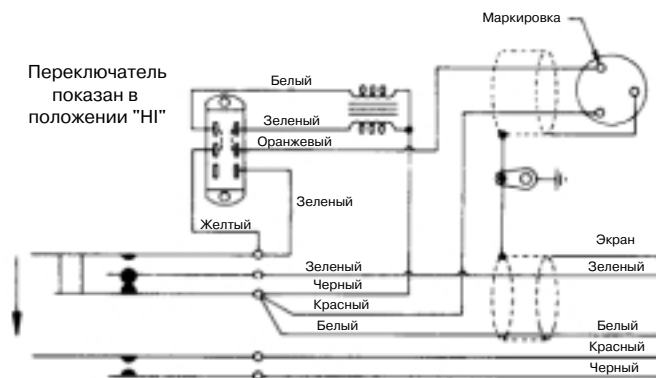 Маркировка
Переключатель
показан в
положении "HI"
Белый
Зеленый
Оранжевый
Зеленый
Желтый
Экран
Зеленый
Зеленый
Черный
Красный
Белый
Белый
Красный
Черный